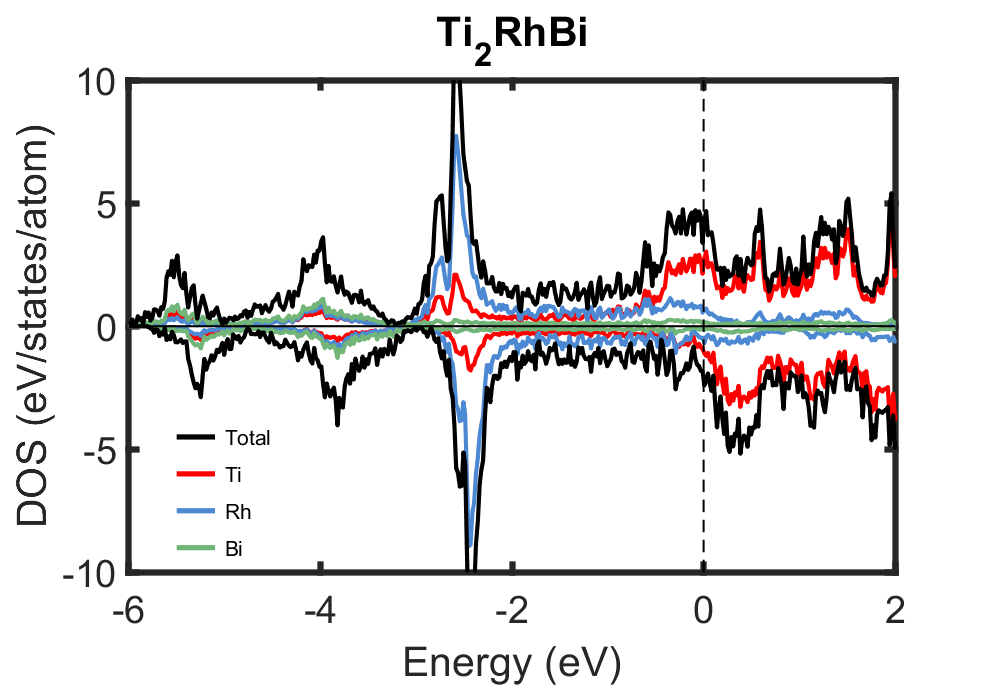 Ti2RhBi
DOS (eV/states/atom)
10
5
0
-5
-10
Total
Ti
Rh
Bi
-6 -4 -2 0 2
Energy (eV)